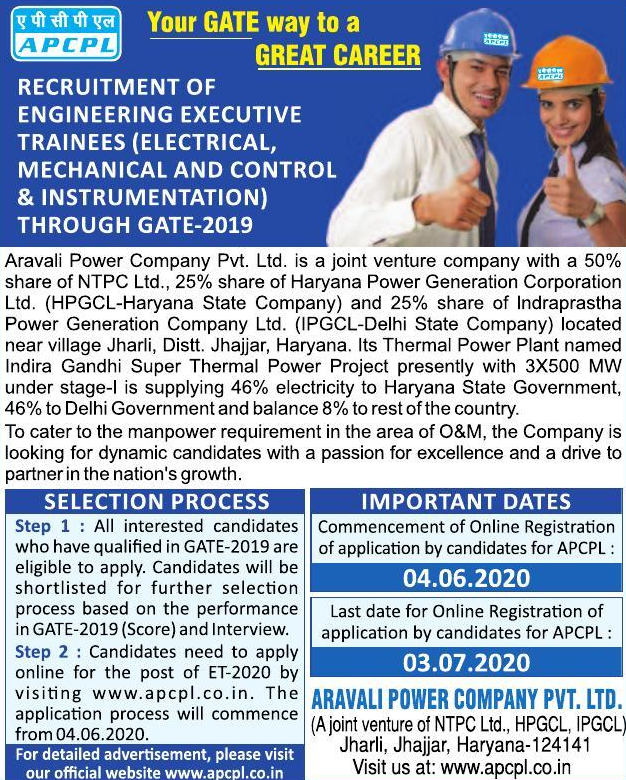 ए पी सी पी एल
APCPL
Your GATE way to a
GREAT CAREER
RECRUITMENT OF
ENGINEERING EXECUTIVE
TRAINEES (ELECTRICAL,
MECHANICAL AND CONTROL
& INSTRUMENTATION)
THROUGH GATE-2019
ए पी सी पी एल
APCPL
ए पी सी पी एल
APCPL
Aravali Power Company Pvt. Ltd. is a joint venture company with a 50%
share of NTPC Ltd., 25% share of Haryana Power Generation Corporation
Ltd. (HPGCL-Haryana State Company) and 25% share of Indraprastha
Power Generation Company Ltd. (IPGCL-Delhi State Company) located
near village Jharli, Distt. Jhajjar, Haryana. Its Thermal Power Plant named
Indira Gandhi Super Thermal Power Project presently with 3X500 MW
under stage-I is supplying 46% electricity to Haryana State Government,
46% to Delhi Government and balance 8% to rest of the country.
To cater to the manpower requirement in the area of O&M, the Company is
looking for dynamic candidates with a passion for excellence and a drive to
partner in the nation's growth.
SELECTION PROCESS
Step 1 : All interested candidates
who have qualified in GATE-2019 are
eligible to apply. Candidates will be
shortlisted for further selection
process based on the performance
in GATE-2019 (Score) and Interview.
Step 2 : Candidates need to apply
online for the post of ET-2020 by
visiting www.apcpl.co.in. The
application process will commence
from 04.06.2020.
For detailed advertisement, please visit
our official website www.apcpl.co.in
IMPORTANT DATES
Commencement of Online Registration
of application by candidates for APCPL :
04.06.2020
Last date for Online Registration of
application by candidates for APCPL :
03.07.2020
ARAVALI POWER COMPANY PVT. LTD.
(A joint venture of NTPC Ltd., HPGCL, IPGCL)
Jharli, Jhajjar, Haryana-124141
Visit us at: www.apcpl.co.in